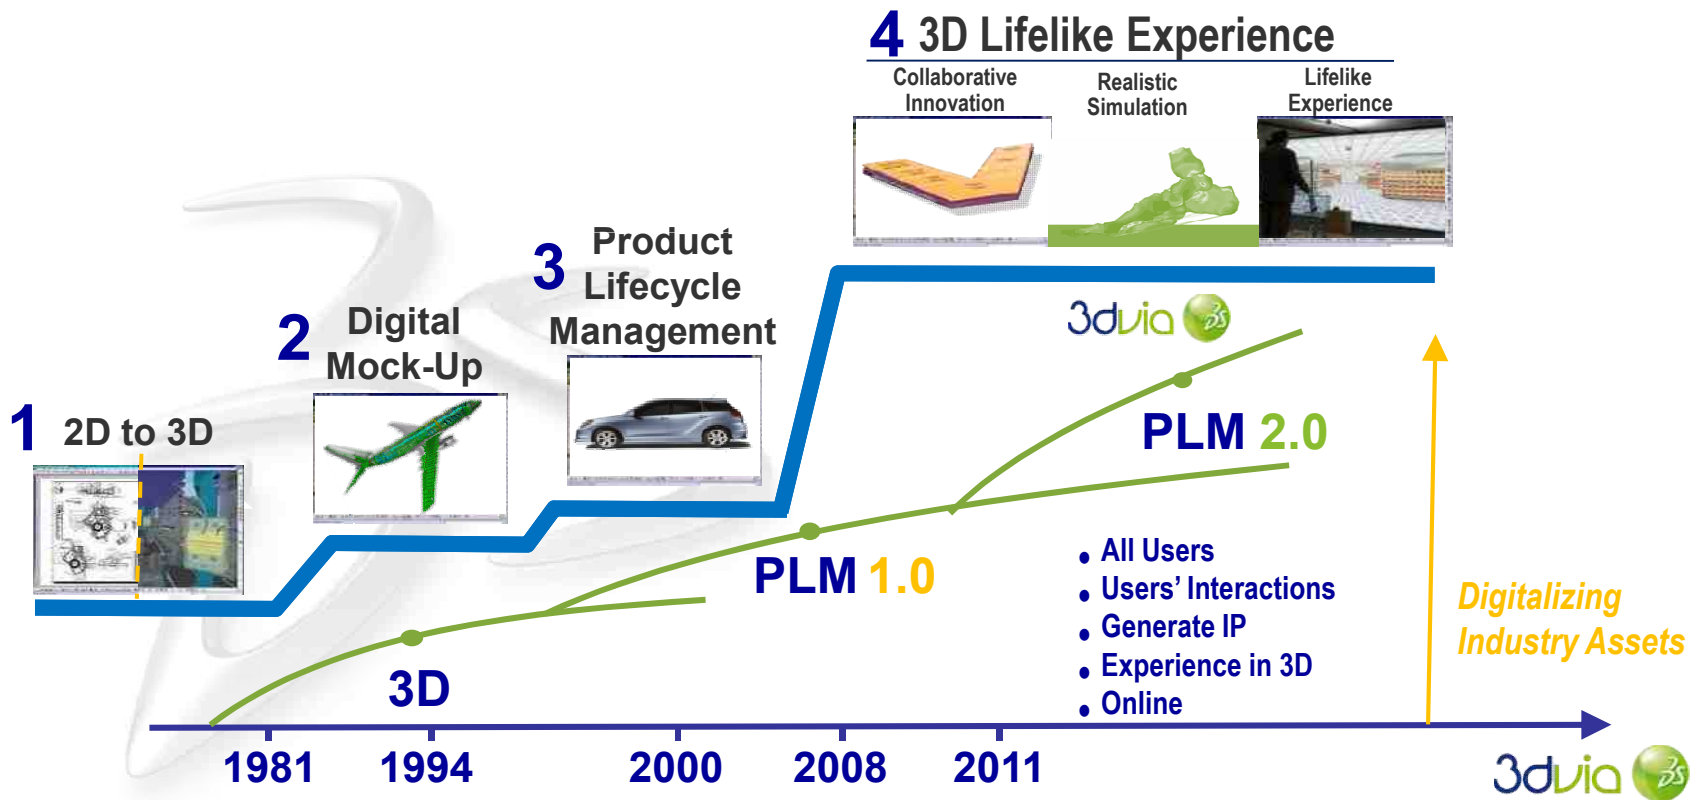 4 3D Lifelike Experience
Collaborative
Innovation
Realistic
Simulation
Lifelike
Experience
3 Product
Lifecycle
Management
2 Digital
Mock-Up
1 2D to 3D
3dvia
PLM 2.0
PLM 1.0
3D
• All Users
• Users' Interactions
• Generate IP
• Experience in 3D
• Online
Digitalizing
Industry Assets
1981 1994 2000 2008 2011
3dvia